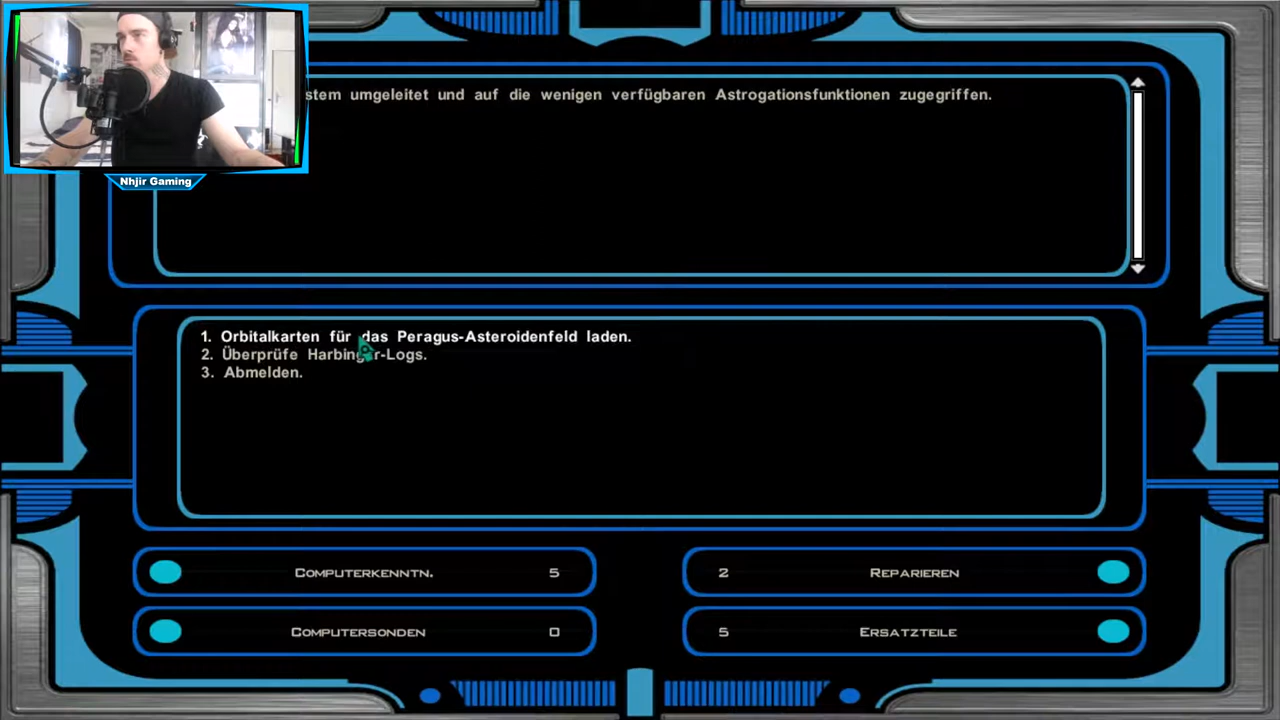 stem umgeleitet und auf die wenigen verfügbaren Astrogationsfunktionen zugegriffen.
Nhjir Gaming
1. Orbitalkarten für das Peragus-Asteroidenfeld laden.
2. Überprüfe Harbinger-Logs.
3. Abmelden.
COMPUTERKENNTN. 5
2 REPARIEREN
COMPUTERSONDEN 0
5 ERSATZTEILE